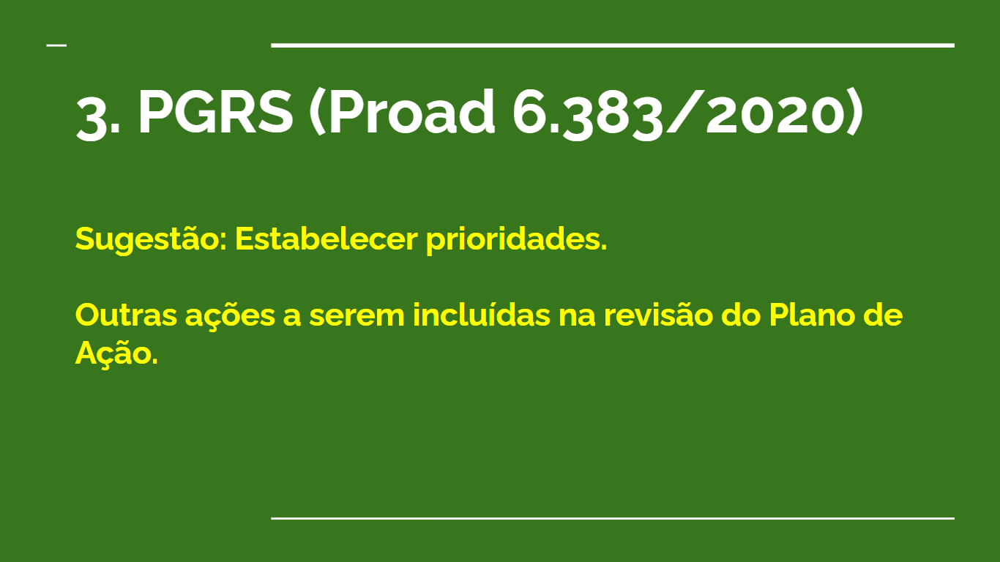 3. PGRS (Proad 6.383/2020)
Sugestão: Estabelecer prioridades.
Outras ações a serem incluídas na revisão do Plano de
Ação.